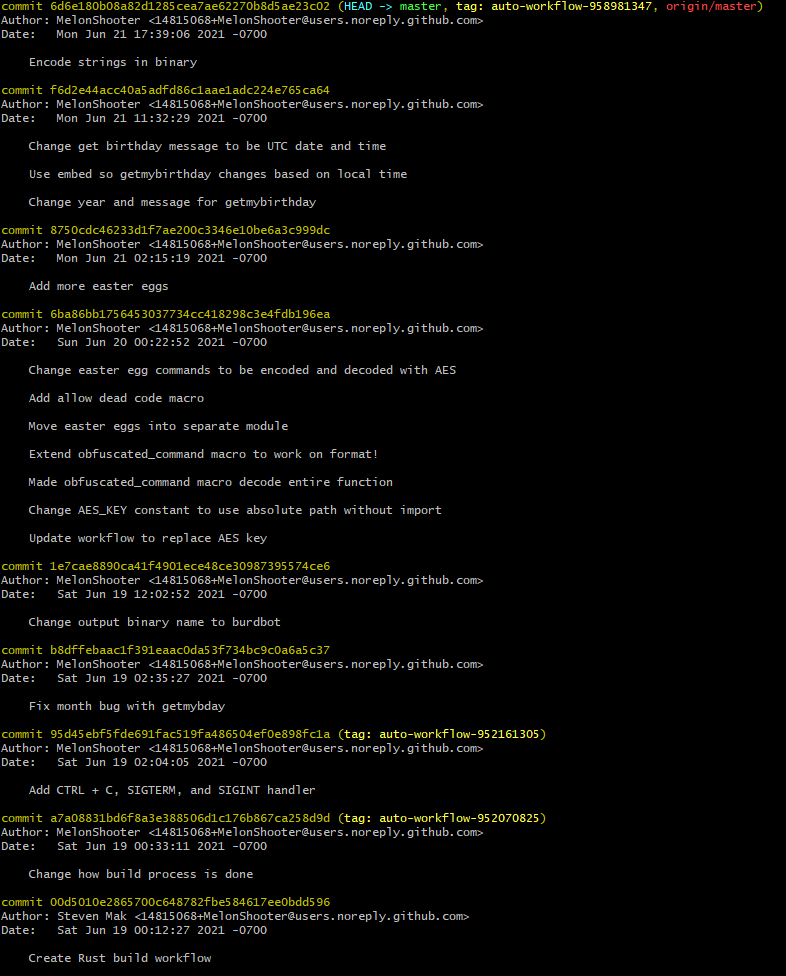 commit 6d6e180b08a82d1285cea7ae62270b8d5ae23c02 (HEAD -> master, tag: auto-workflow-958981347, origin/master)
Author: MelonShooter <14815068+MelonShooter@users.noreply.github.com>
Date:   Mon Jun 21 17:39:06 2021 -0700
Encode strings in binary
commit f6d2e44acc40a5adfd86c1aae1adc224e765ca64
Author: MelonShooter <14815068+MelonShooter@users.noreply.github.com>
Date:   Mon Jun 21 11:32:29 2021 -0700
Change get birthday message to be UTC date and time
Use embed so getmybirthday changes based on local time
Change year and message for getmybirthday
commit 8750cdc46233d1f7ae200c3346e10be6a3c999dc
Author: MelonShooter <14815068+MelonShooter@users.noreply.github.com>
Date:   Mon Jun 21 02:15:19 2021 -0700
Add more easter eggs
commit 6ba86bb1756453037734cc418298c3e4fdb196ea
Author: MelonShooter <14815068+MelonShooter@users.noreply.github.com>
Date:   Sun Jun 20 00:22:52 2021 -0700
Change easter egg commands to be encoded and decoded with AES
Add allow dead code macro
Move easter eggs into separate module
Extend obfuscated_command macro to work on format!
Made obfuscated_command macro decode entire function
Change AES_KEY constant to use absolute path without import
Update workflow to replace AES key
commit 1e7cae8890ca41f4901ece48ce30987395574ce6
Author: MelonShooter <14815068+MelonShooter@users.noreply.github.com>
Date:   Sat Jun 19 12:02:52 2021 -0700
Change output binary name to burdbot
commit b8dffebaac1f391eaac0da53f734bc9c0a6a5c37
Author: MelonShooter <14815068+MelonShooter@users.noreply.github.com>
Date:   Sat Jun 19 02:35:27 2021 -0700
Fix month bug with getmybday
commit 95d45ebf5fde691fac519fa486504ef0e898fc1a (tag: auto-workflow-952161305)
Author: MelonShooter <14815068+MelonShooter@users.noreply.github.com>
Date:   Sat Jun 19 02:04:05 2021 -0700
Add CTRL + C, SIGTERM, and SIGINT handler
commit a7a08831bd6f8a3e388506d1c176b867ca258d9d (tag: auto-workflow-952070825)
Author: MelonShooter <14815068+MelonShooter@users.noreply.github.com>
Date:   Sat Jun 19 00:33:11 2021 -0700
Change how build process is done
commit 00d5010e2865700c648782fbe584617ee0bdd596
Author: Steven Mak <14815068+MelonShooter@users.noreply.github.com>
Date:   Sat Jun 19 00:12:27 2021 -0700
Create Rust build workflow